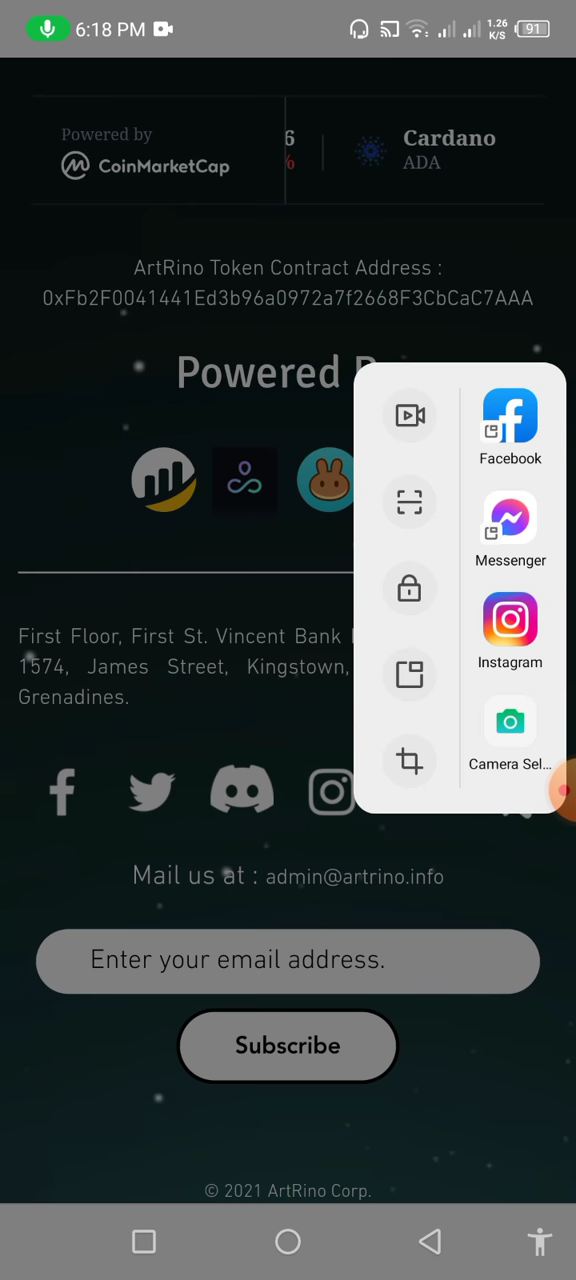 6:18 PM
1.26
K/S
91
Powered by
CoinMarketCap
6
%
Cardano
ADA
ArtRino Token Contract Address :
0xFb2F0041441Ed3b96a0972a7f2668F3CbCaC7AAA
Powered
Facebook
Messenger
Instagram
Camera Sel...
First Floor, First St. Vincent Bank
1574, James Street, Kingstown,
Grenadines.
Mail us at : admin@artrino.info
Enter your email address.
Subscribe
© 2021 ArtRino Corp.